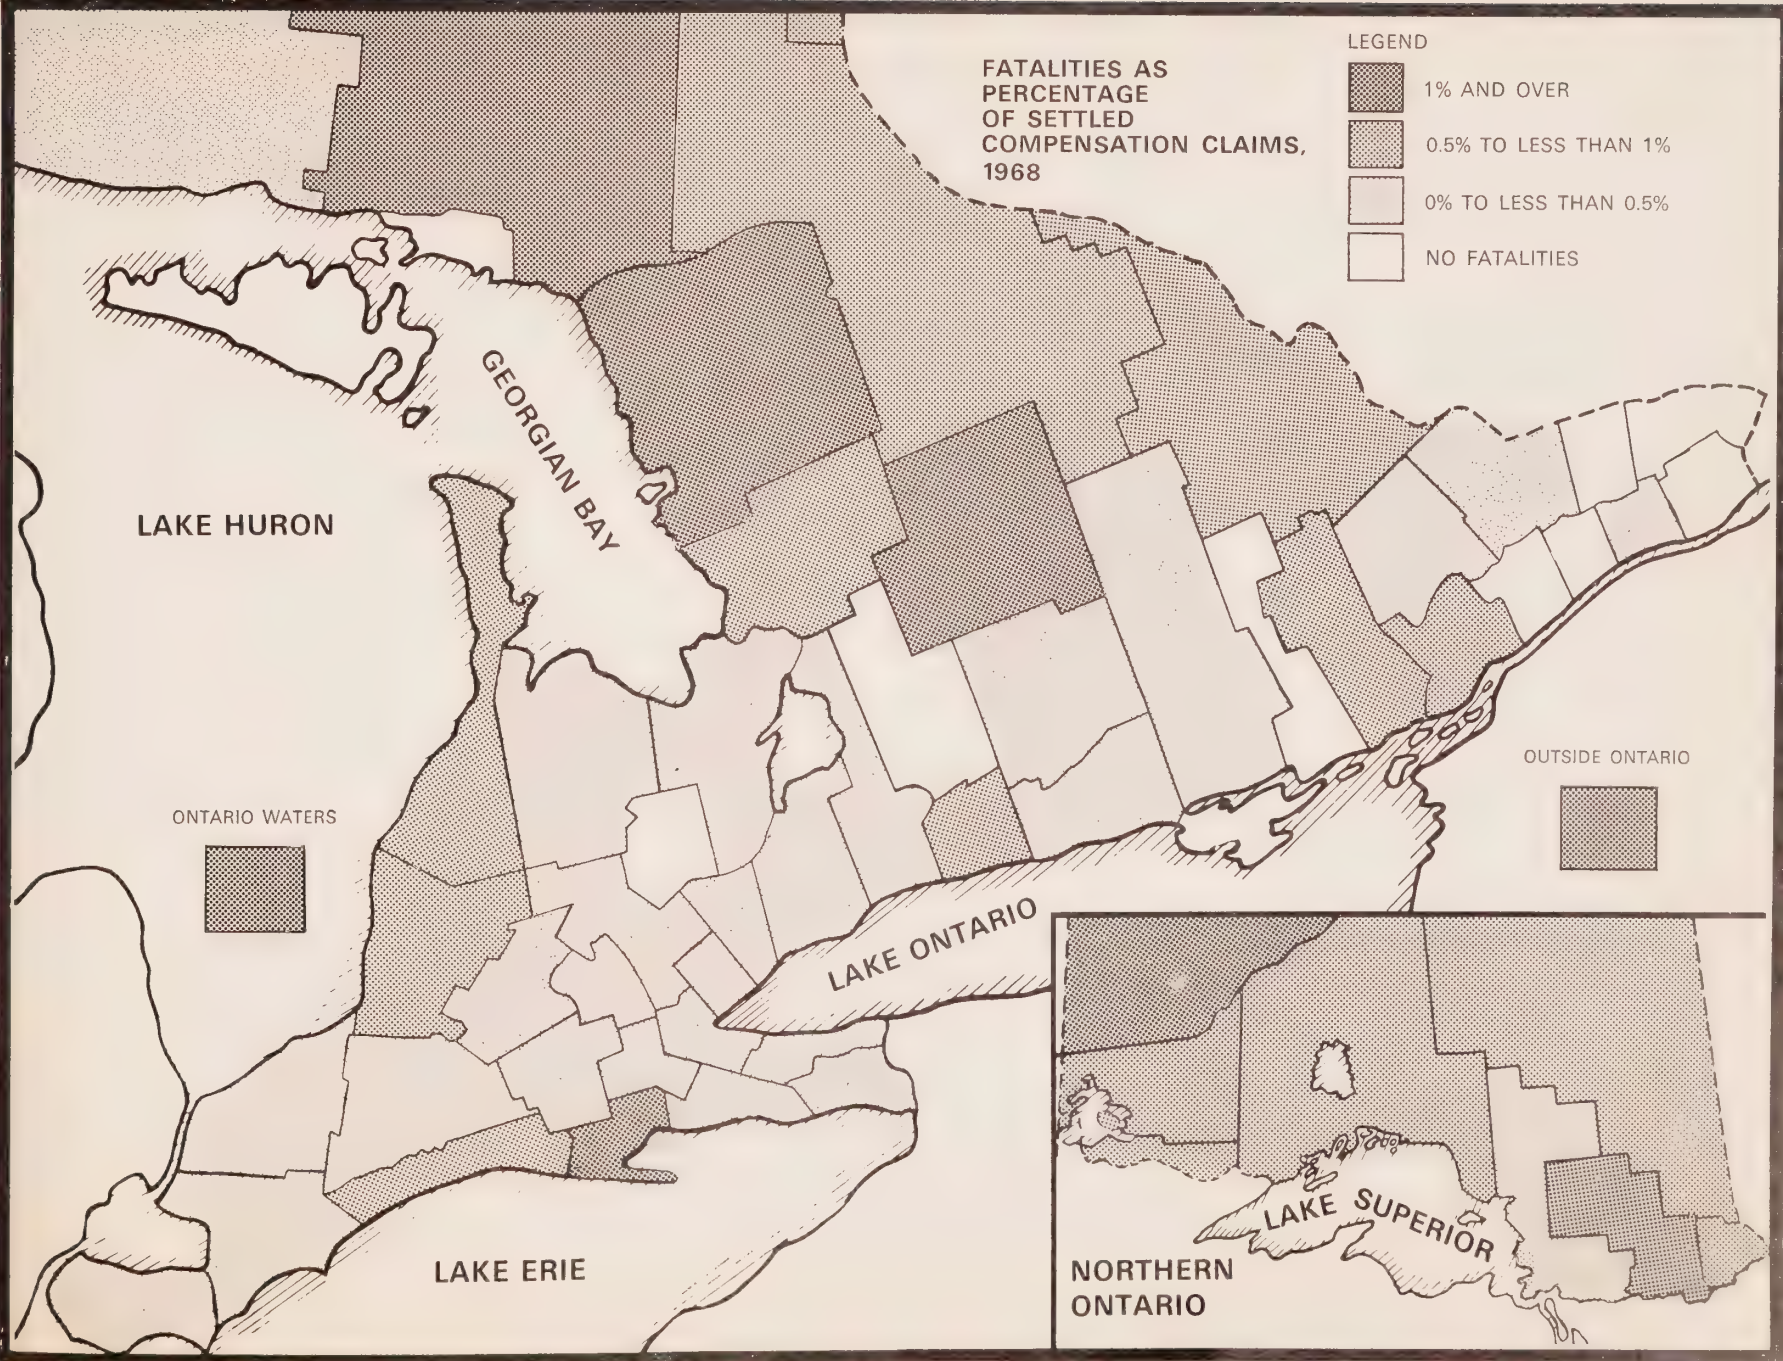 FATALITIES AS
PERCENTAGE
OF SETTLED
COMPENSATION CLAIMS,
1968
LEGEND
1% AND OVER
0.5% TO LESS THAN 1%
0% TO LESS THAN 0.5%
NO FATALITIES
GEORGIAN BAY
LAKE HURON
ONTARIO WATERS
OUTSIDE ONTARIO
LAKE ONTARIO
LAKE ERIE
LAKE SUPERIOR
NORTHERN
ONTARIO